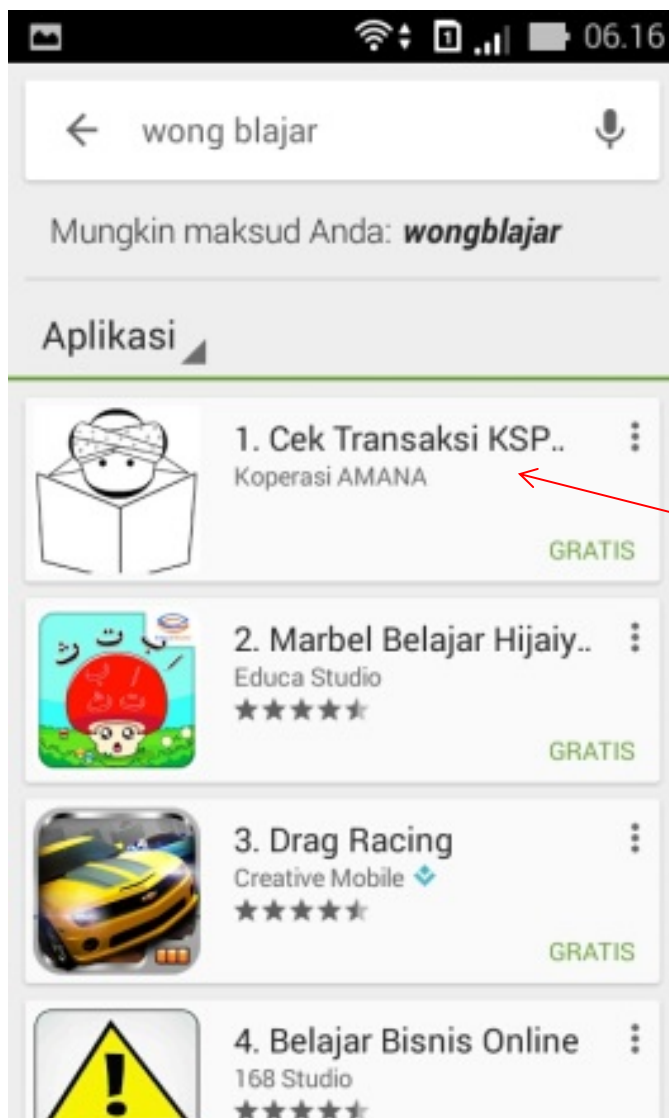 1 06.16
wong blajar
Mungkin maksud Anda: wongblajar
Aplikasi
1. Cek Transaksi KSP..
Koperasi AMANA
GRATIS
2. Marbel Belajar Hijaiy..
Educa Studio
GRATIS
3. Drag Racing
Creative Mobile
GRATIS
4. Belajar Bisnis Online
168 Studio